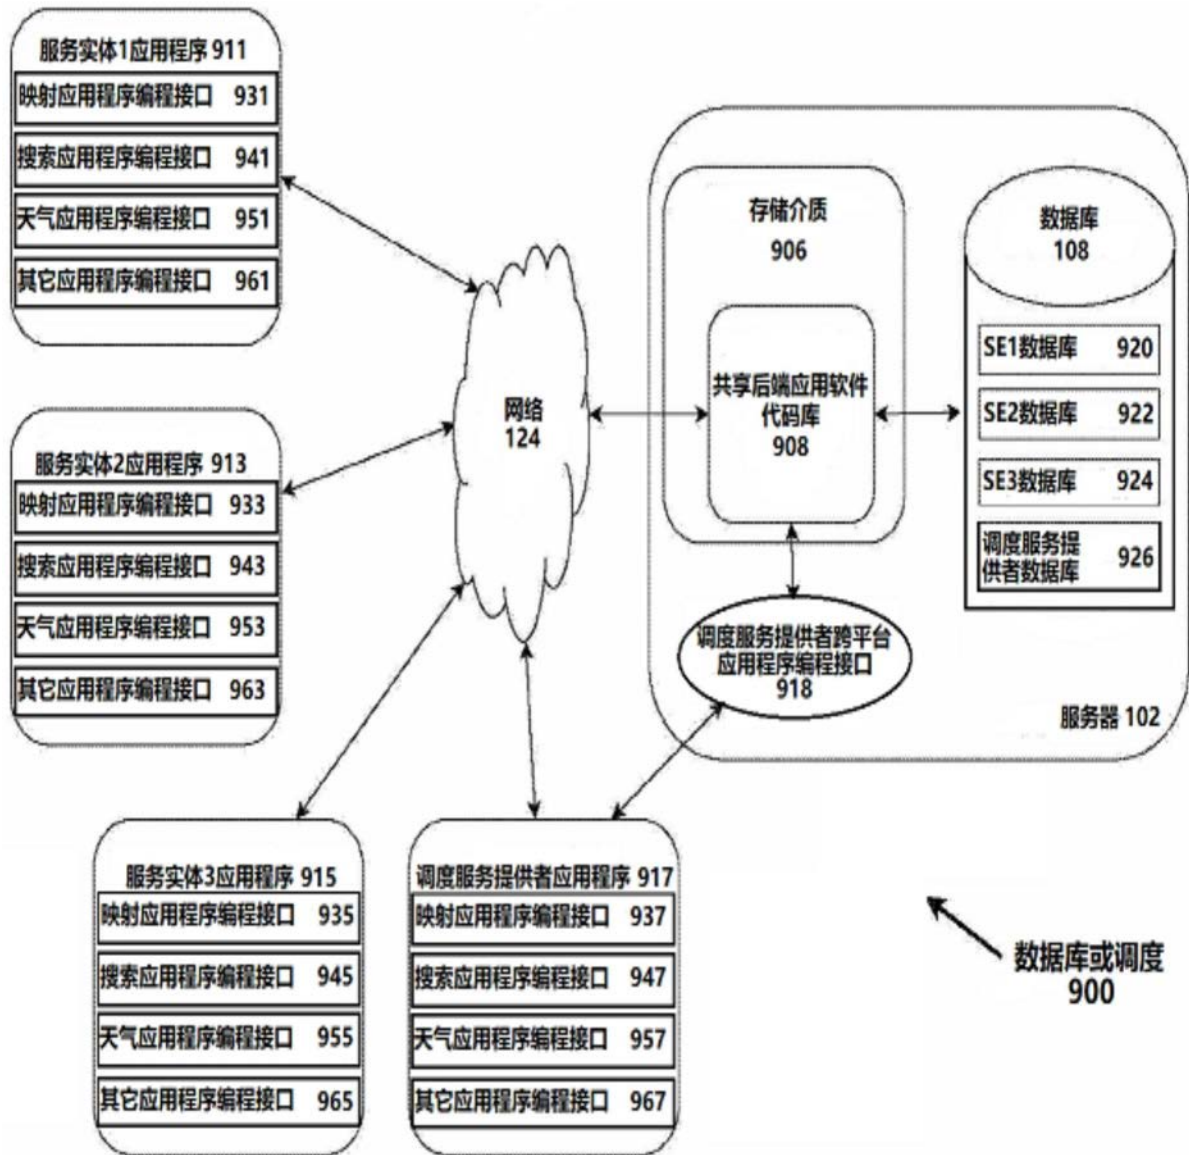 服务实体1应用程序 911
映射应用程序编程接口 931
搜索应用程序编程接口 941
天气应用程序编程接口 951
其它应用程序编程接口 961
服务实体2应用程序 913
映射应用程序编程接口 933
搜索应用程序编程接口 943
天气应用程序编程接口 953
其它应用程序编程接口 963
服务实体3应用程序 915
映射应用程序编程接口 935
搜索应用程序编程接口 945
天气应用程序编程接口 955
其它应用程序编程接口 965
调度服务提供者应用程序 917
映射应用程序编程接口 937
搜索应用程序编程接口 947
天气应用程序编程接口 957
其它应用程序编程接口 967
网络
124
存储介质
906
共享后端应用软件
代码库
908
调度服务提供者跨平台
应用程序编程接口
918
数据库
108
SE1数据库 920
SE2数据库 922
SE3数据库 924
调度服务提
供者数据库 926
服务器 102
数据库或调度
900